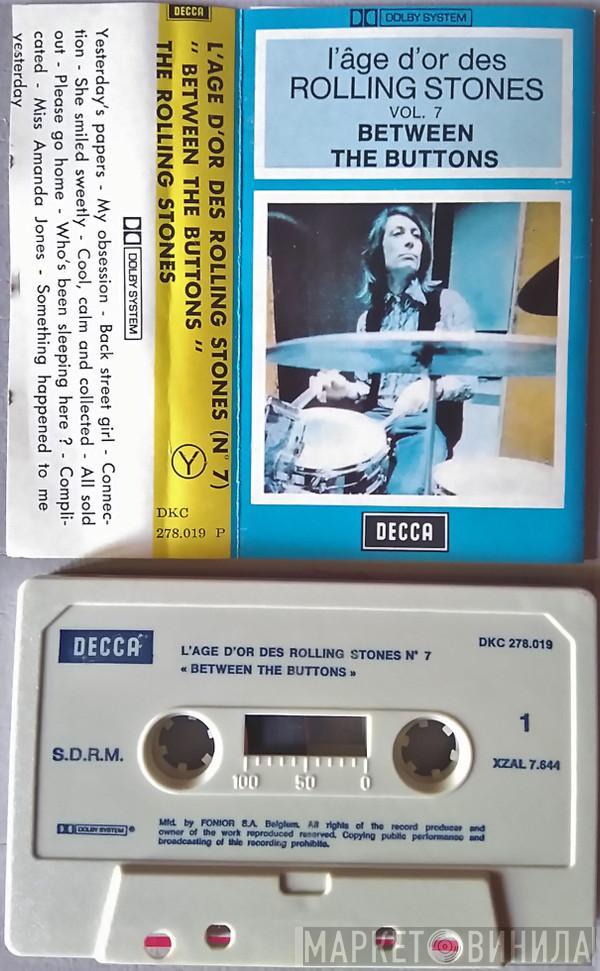 DOLBY SYSTEM
l'âge d'or des
ROLLING STONES
VOL. 7
BETWEEN
THE BUTTONS
DECCA
DECCA
L'AGE D'OR DES ROLLING STONES (N° 7)
" BETWEEN THE BUTTONS "
THE ROLLING STONES
Y
DKC
278.019 P
DOLBY SYSTEM
Yesterday's papers - My obsession - Back street girl - Connec-
tion - She smiled sweetly - Cool, calm and collected - All sold
out - Please go home - Who's been sleeping here ? - Compli-
cated - Miss Amanda Jones - Something happened to me
yesterday
DECCA
L'AGE D'OR DES ROLLING STONES N° 7
« BETWEEN THE BUTTONS »
DKC 278.019
S.D.R.M.
1
XZAL 7.644
100 50 0
DOLBY SYSTEM ®
Mfd. by FONIOR S.A. Belgium. All rights of the record producer and
owner of the work reproduced reserved. Copying public performance and
broadcasting of this recording prohibite.
МАРКЕТ ВИНИЛА